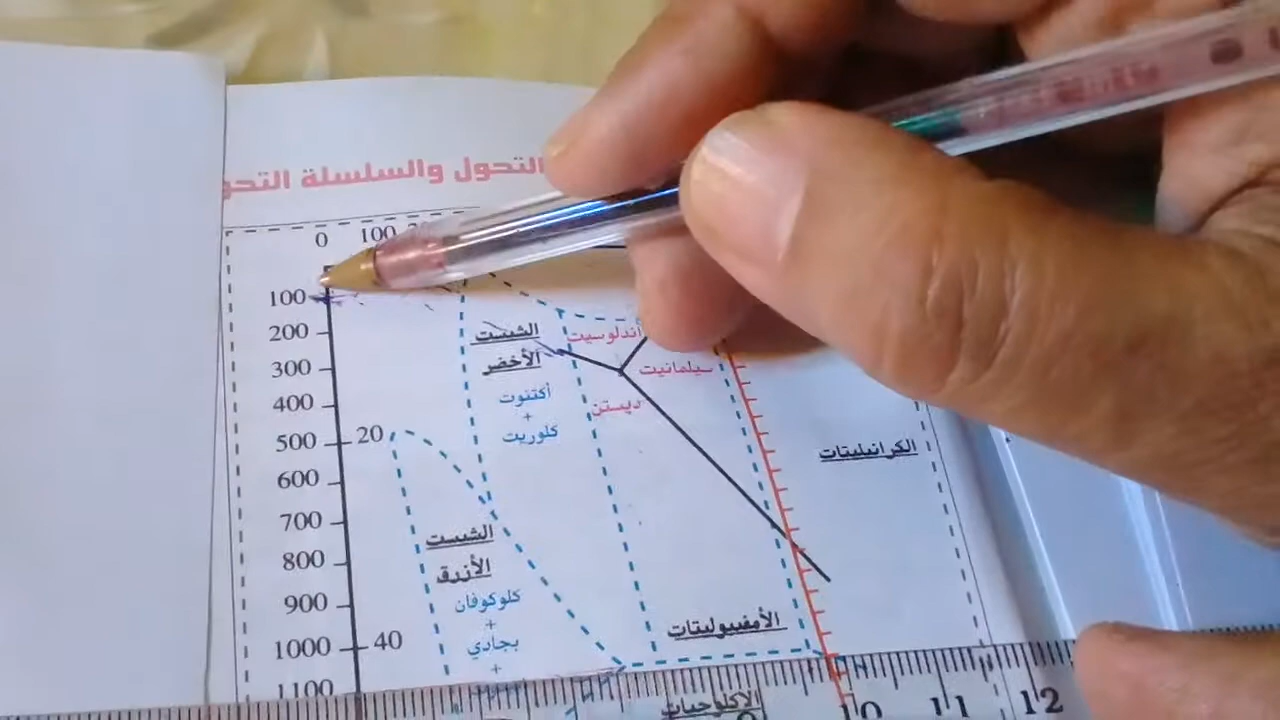 التحول والسلسلة
0 100
100
200
300
400
500 20
600
700
800
900
1000 40
1100
الشست
الأخضر
أكتنوت
+
كلوريت
أندلوسيت
سيلمانيت
ديستن
الكرانيليتات
الشست
الأزرق
كلوكوفان
+
بجادي
+
الأمفيبوليتات
الإكلوجيات
10 11 12